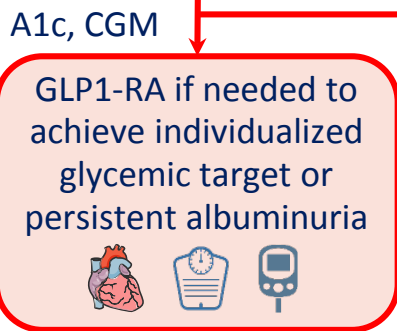 A1c, CGM
GLP1-RA if needed to
achieve individualized
glycemic target or
persistent albuminuria